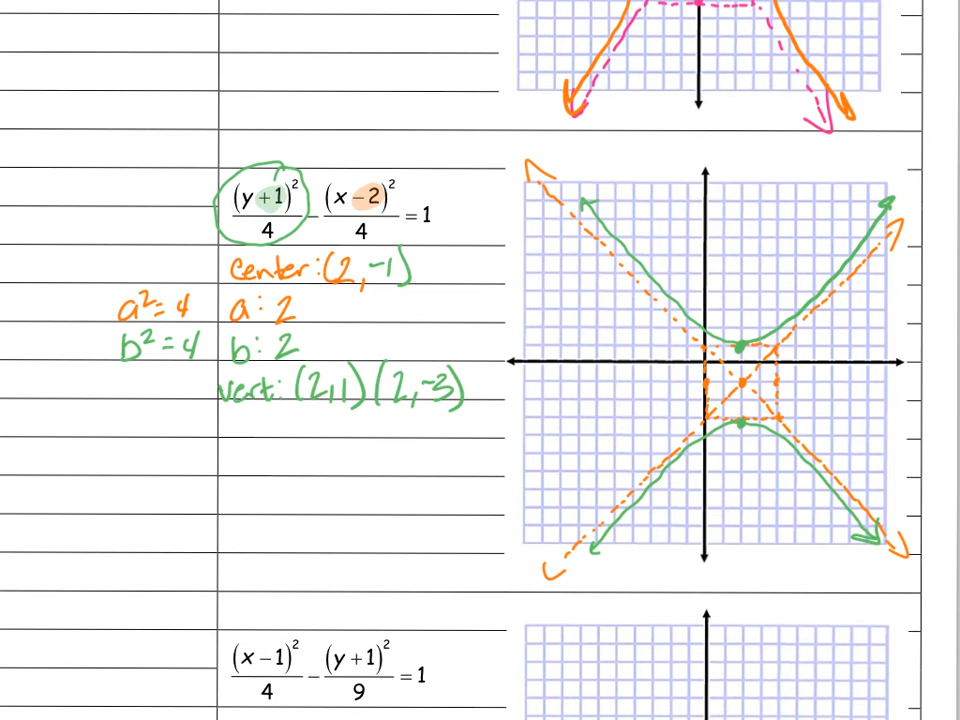 (y + 1)²/4 - (x - 2)²/4 = 1
center: (2, -1)
a² = 4 a: 2
b² = 4 b: 2
vert: (2,1) (2,-3)
(x - 1)²/4 - (y + 1)²/9 = 1